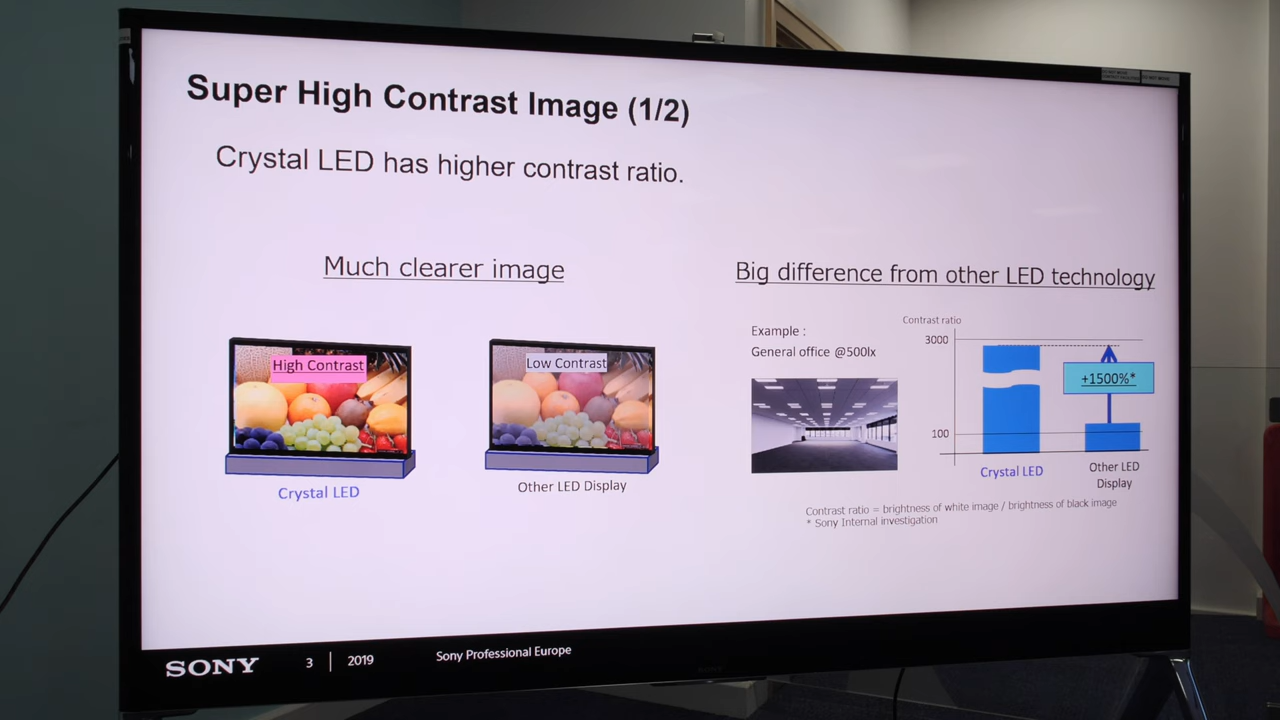 Super High Contrast Image (1/2)
Crystal LED has higher contrast ratio.
Much clearer image
High Contrast
Crystal LED
Low Contrast
Other LED Display
Big difference from other LED technology
Example :
General office @500lx
Contrast ratio
3000
100
+1500%*
Crystal LED
Other LED
Display
Contrast ratio = brightness of white image / brightness of black image
* Sony Internal investigation
SONY
3
2019
Sony Professional Europe